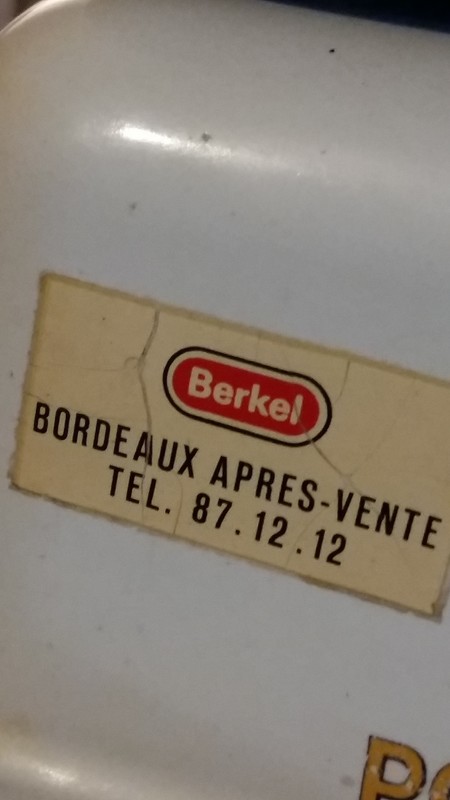 Berkel
BORDEAUX APRES-VENTE
TEL. 87.12.12